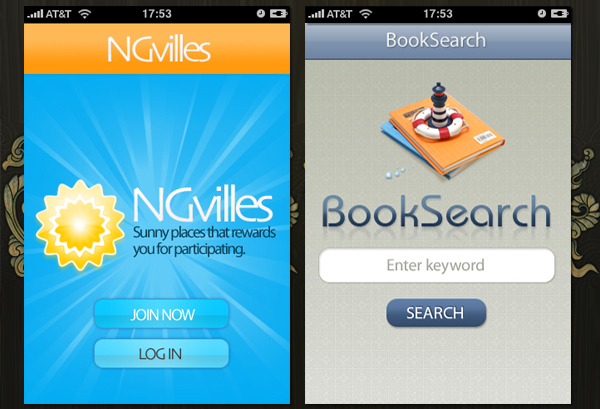 AT&T 17:53
NGvilles
NGvilles
Sunny places that rewards
you for participating.
JOIN NOW
LOG IN
AT&T 17:53
BookSearch
BookSearch
Enter keyword
SEARCH